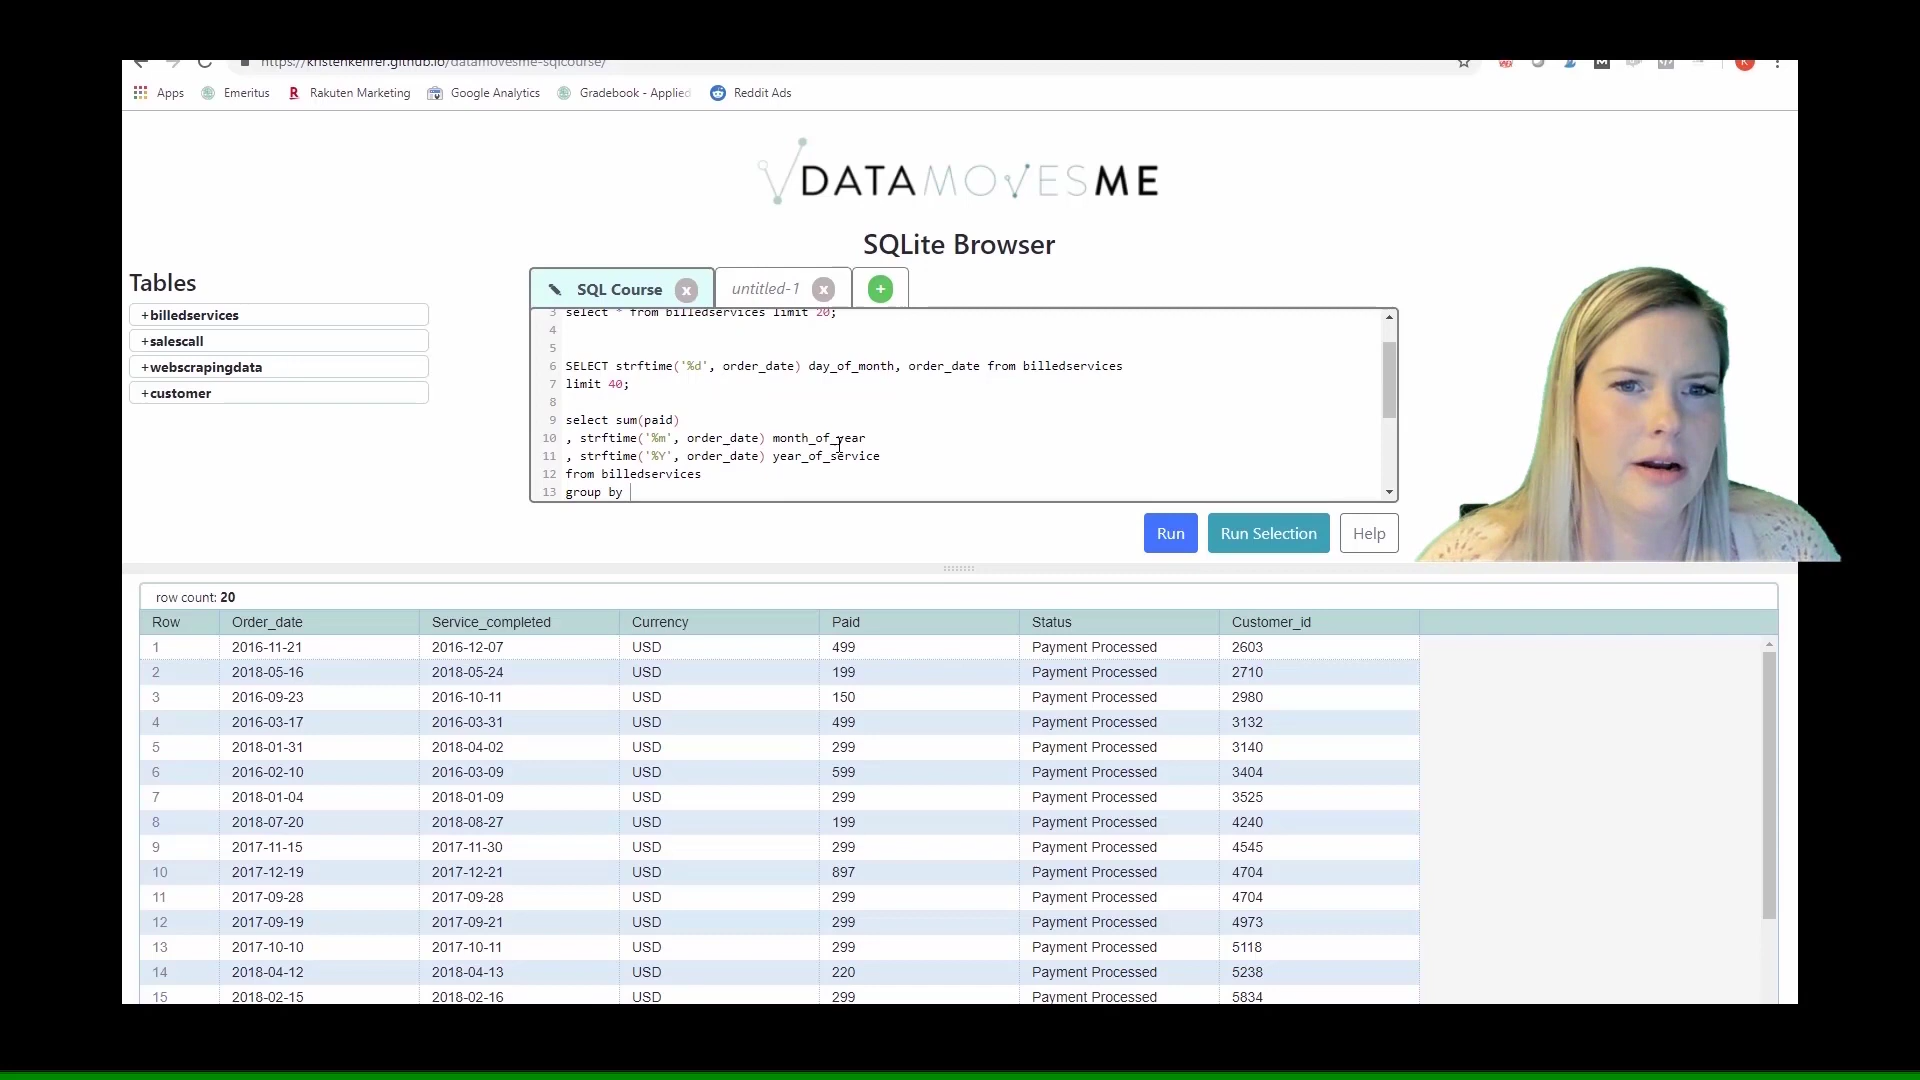 https://kristenkehrer.github.io/datamovesme-sqlcourse/
Apps Emeritus Rakuten Marketing Google Analytics Gradebook - Applied Reddit Ads
DATAMOVESME
SQLite Browser
Tables
+billedservices
+salescall
+webscrapingdata
+customer
SQL Course x untitled-1 x +
3 select * from billedservices limit 20;
4
5
6 SELECT strftime('%d', order_date) day_of_month, order_date from billedservices
7 limit 40;
8
9 select sum(paid)
10 , strftime('%m', order_date) month_of_year
11 , strftime('%Y', order_date) year_of_service
12 from billedservices
13 group by
Run Run Selection Help
row count: 20
Row Order_date Service_completed Currency Paid Status Customer_id
1 2016-11-21 2016-12-07 USD 499 Payment Processed 2603
2 2018-05-16 2018-05-24 USD 199 Payment Processed 2710
3 2016-09-23 2016-10-11 USD 150 Payment Processed 2980
4 2016-03-17 2016-03-31 USD 499 Payment Processed 3132
5 2018-01-31 2018-04-02 USD 299 Payment Processed 3140
6 2016-02-10 2016-03-09 USD 599 Payment Processed 3404
7 2018-01-04 2018-01-09 USD 299 Payment Processed 3525
8 2018-07-20 2018-08-27 USD 199 Payment Processed 4240
9 2017-11-15 2017-11-30 USD 299 Payment Processed 4545
10 2017-12-19 2017-12-21 USD 897 Payment Processed 4704
11 2017-09-28 2017-09-28 USD 299 Payment Processed 4704
12 2017-09-19 2017-09-21 USD 299 Payment Processed 4973
13 2017-10-10 2017-10-11 USD 299 Payment Processed 5118
14 2018-04-12 2018-04-13 USD 220 Payment Processed 5238
15 2018-02-15 2018-02-16 USD 299 Payment Processed 5834